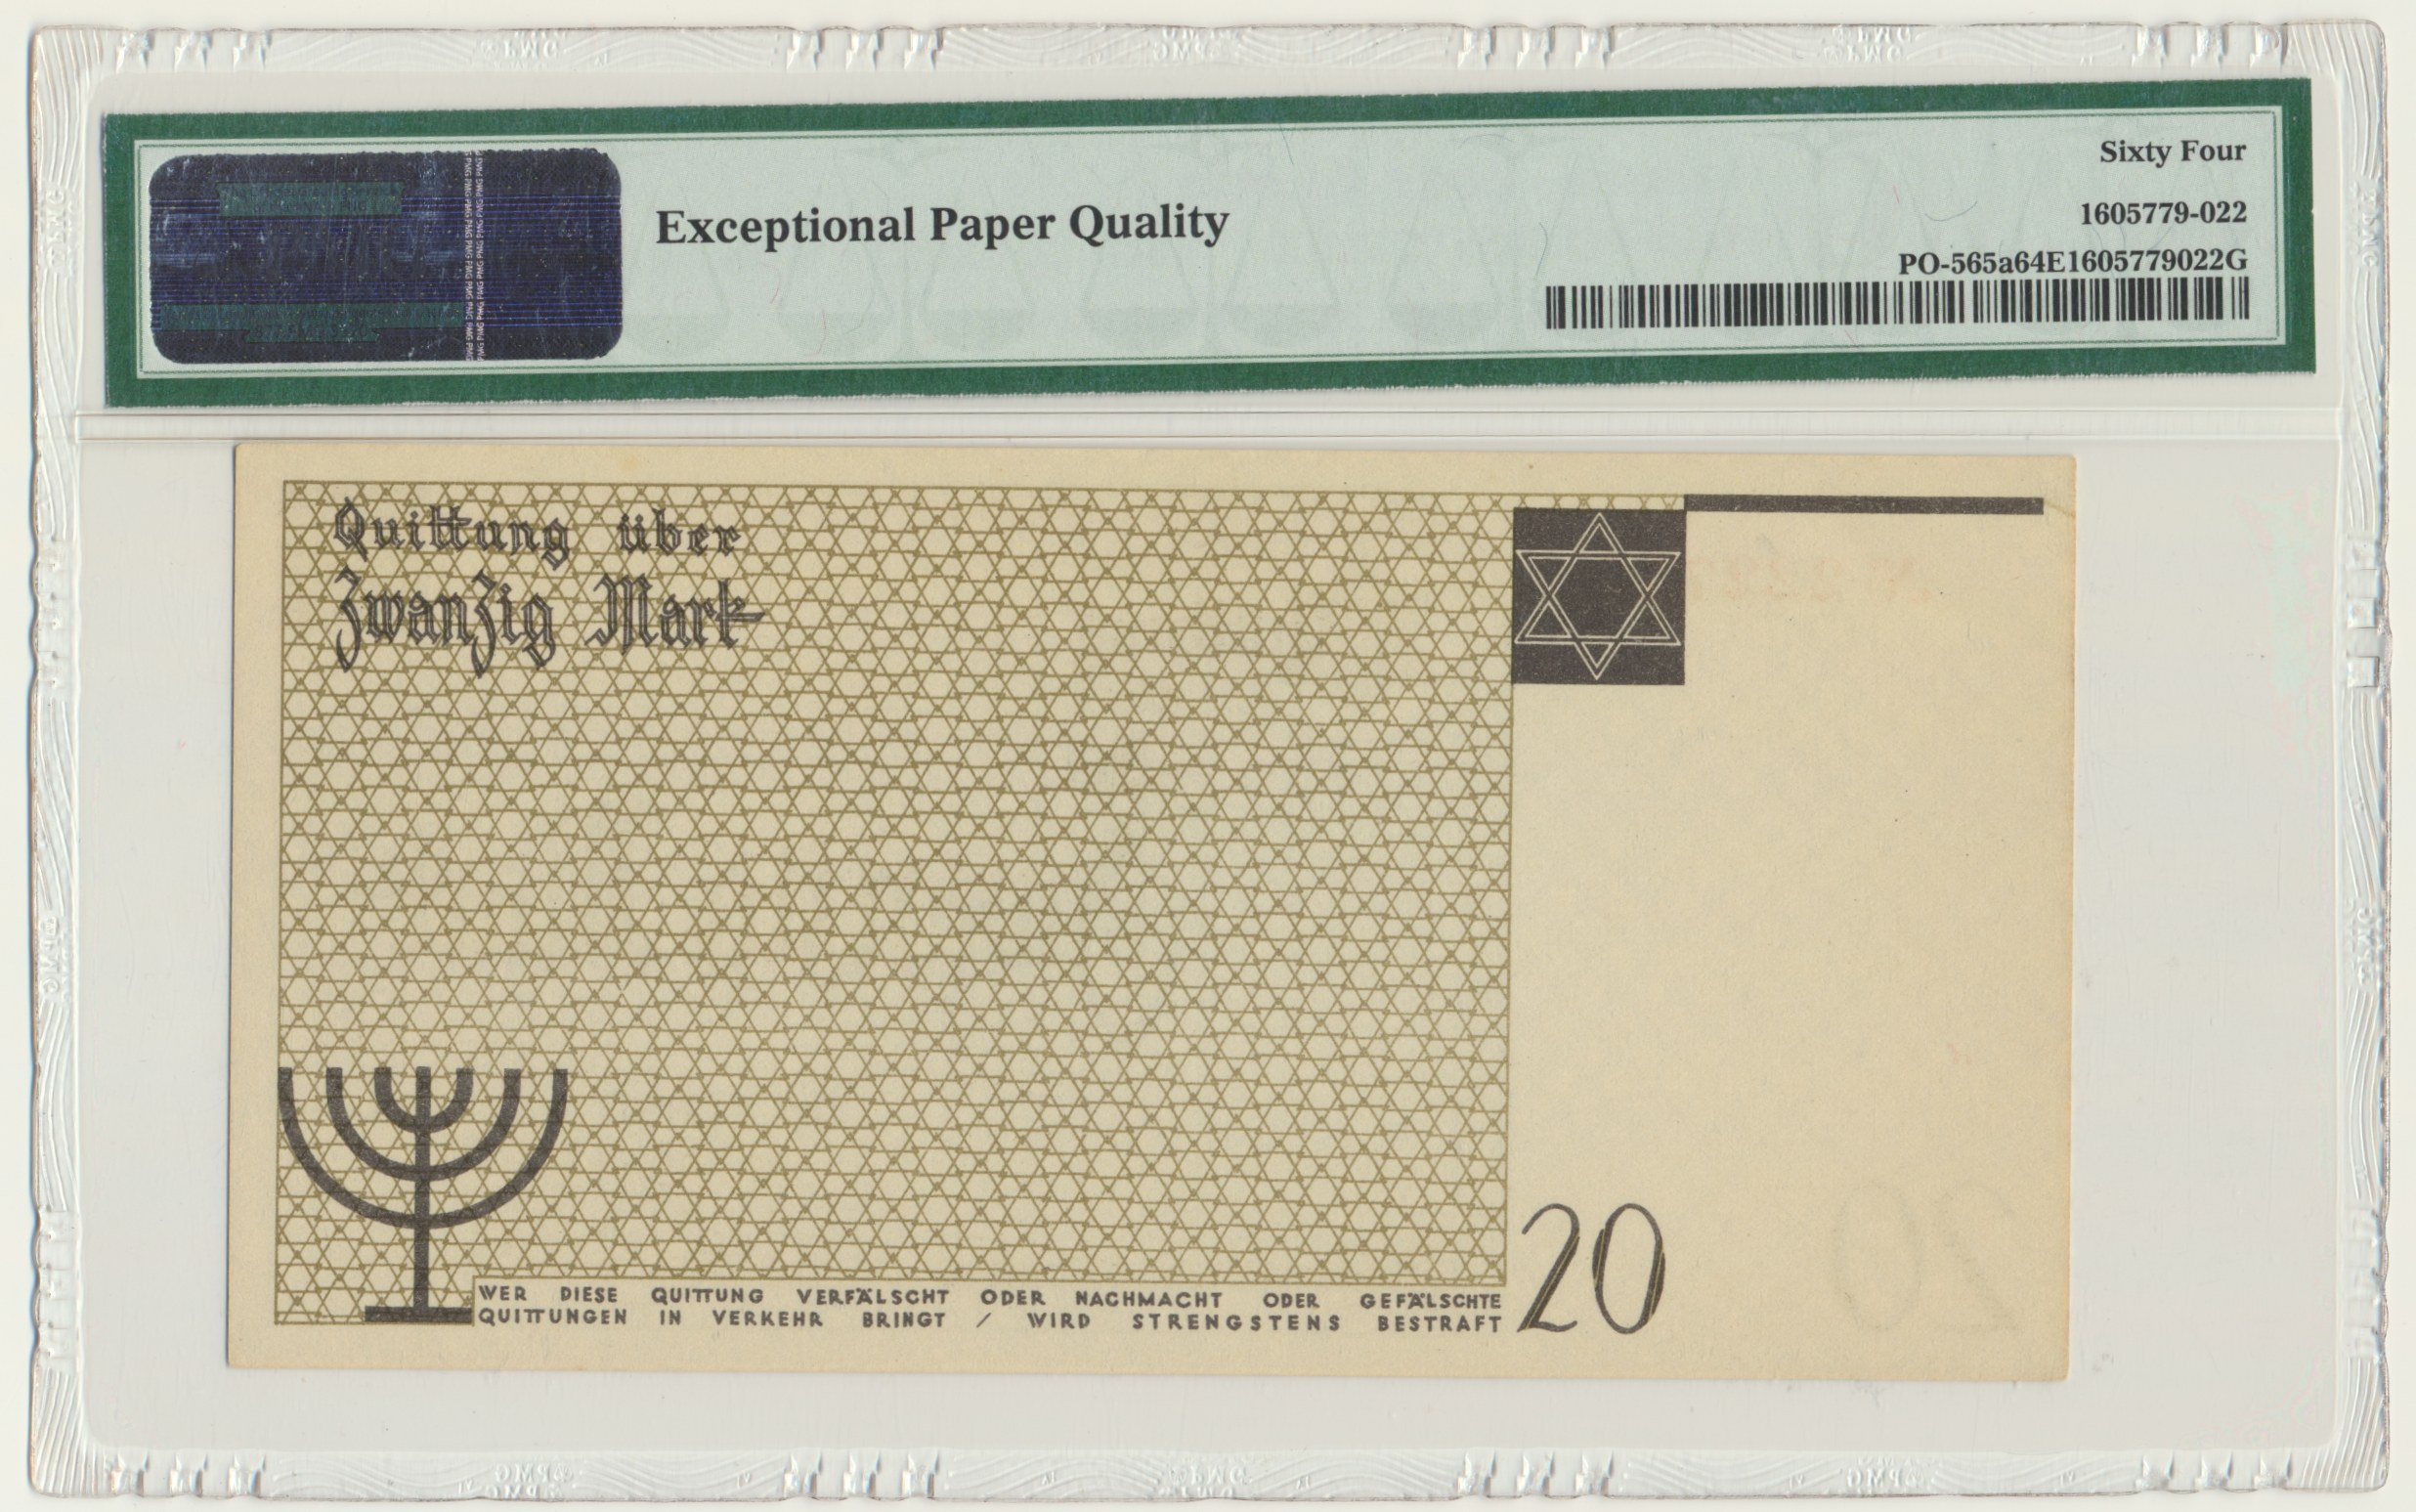 Sixty Four
Exceptional Paper Quality
1605779-022
PO-565a64E1605779022G
Quittung über
Zwanzig Mark
20
WER DIESE QUITTUNG VERFÄLSCHT ODER NACHMACHT ODER GEFÄLSCHTE
QUITTUNGEN IN VERKEHR BRINGT / WIRD STRENGSTENS BESTRAFT